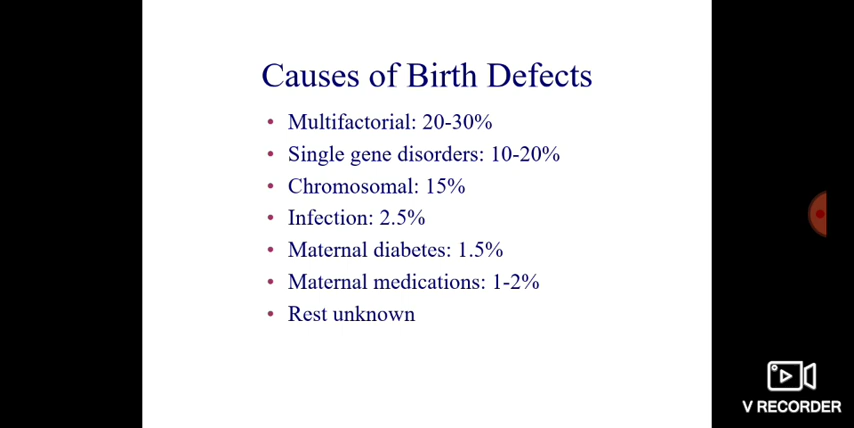 Causes of Birth Defects
• Multifactorial: 20-30%
• Single gene disorders: 10-20%
• Chromosomal: 15%
• Infection: 2.5%
• Maternal diabetes: 1.5%
• Maternal medications: 1-2%
• Rest unknown
V RECORDER